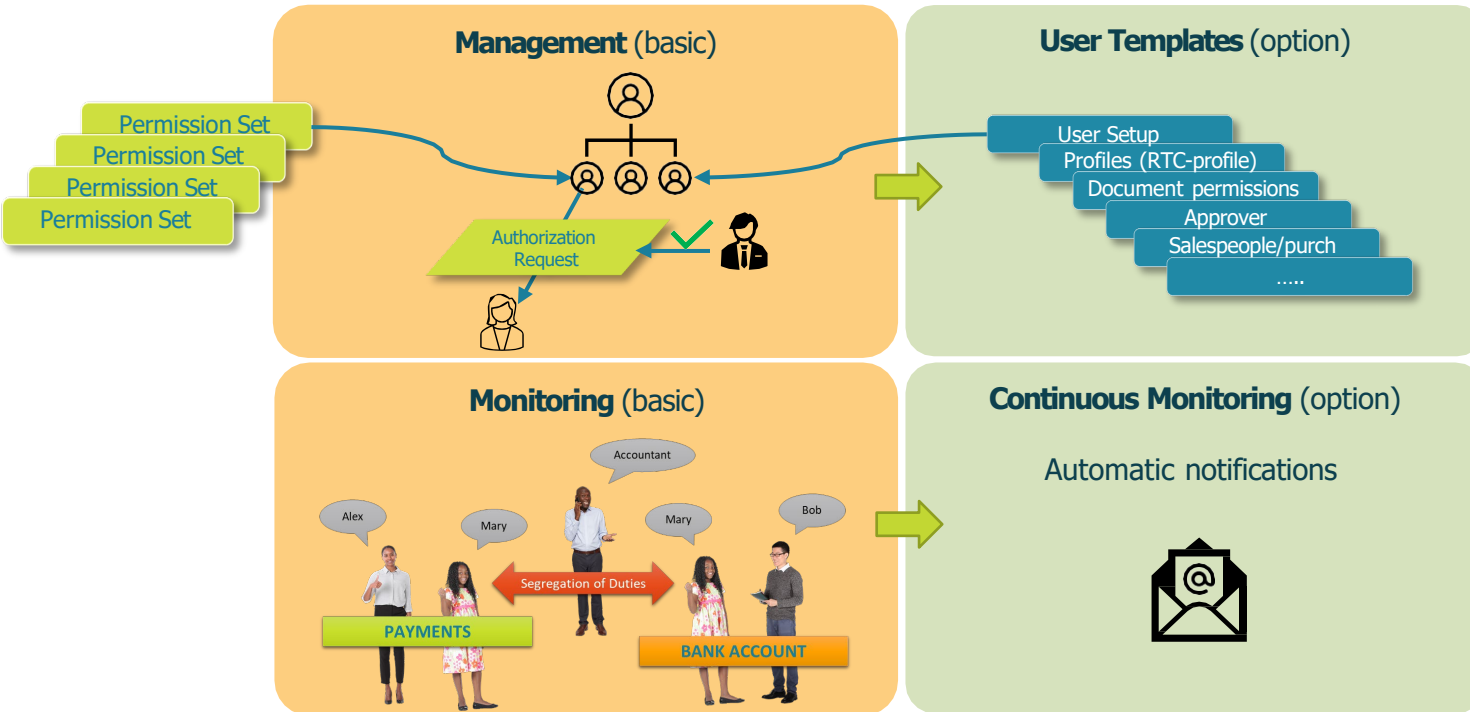 Management (basic)
Permission Set
Permission Set
Permission Set
Permission Set
Authorization
Request
User Templates (option)
User Setup
Profiles (RTC-profile)
Document permissions
Approver
Salespeople/purch
.....
Monitoring (basic)
Accountant
Alex
Mary
Mary
Bob
Segregation of Duties
PAYMENTS
BANK ACCOUNT
Continuous Monitoring (option)
Automatic notifications
@